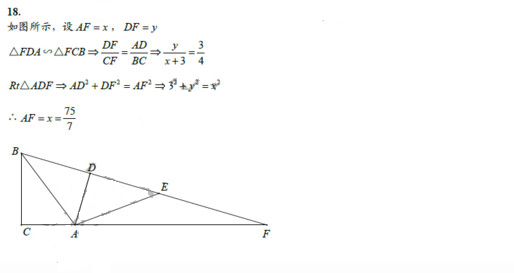 18.
如图所示，设 AF = x ， DF = y
△FDA∽△FCB ⇒ DF/CF = AD/BC ⇒ y/(x+3) = 3/4
Rt△ADF ⇒ AD² + DF² = AF² ⇒ 3² + y² = x²
∴ AF = x = 75/7
B
D
E
C A F